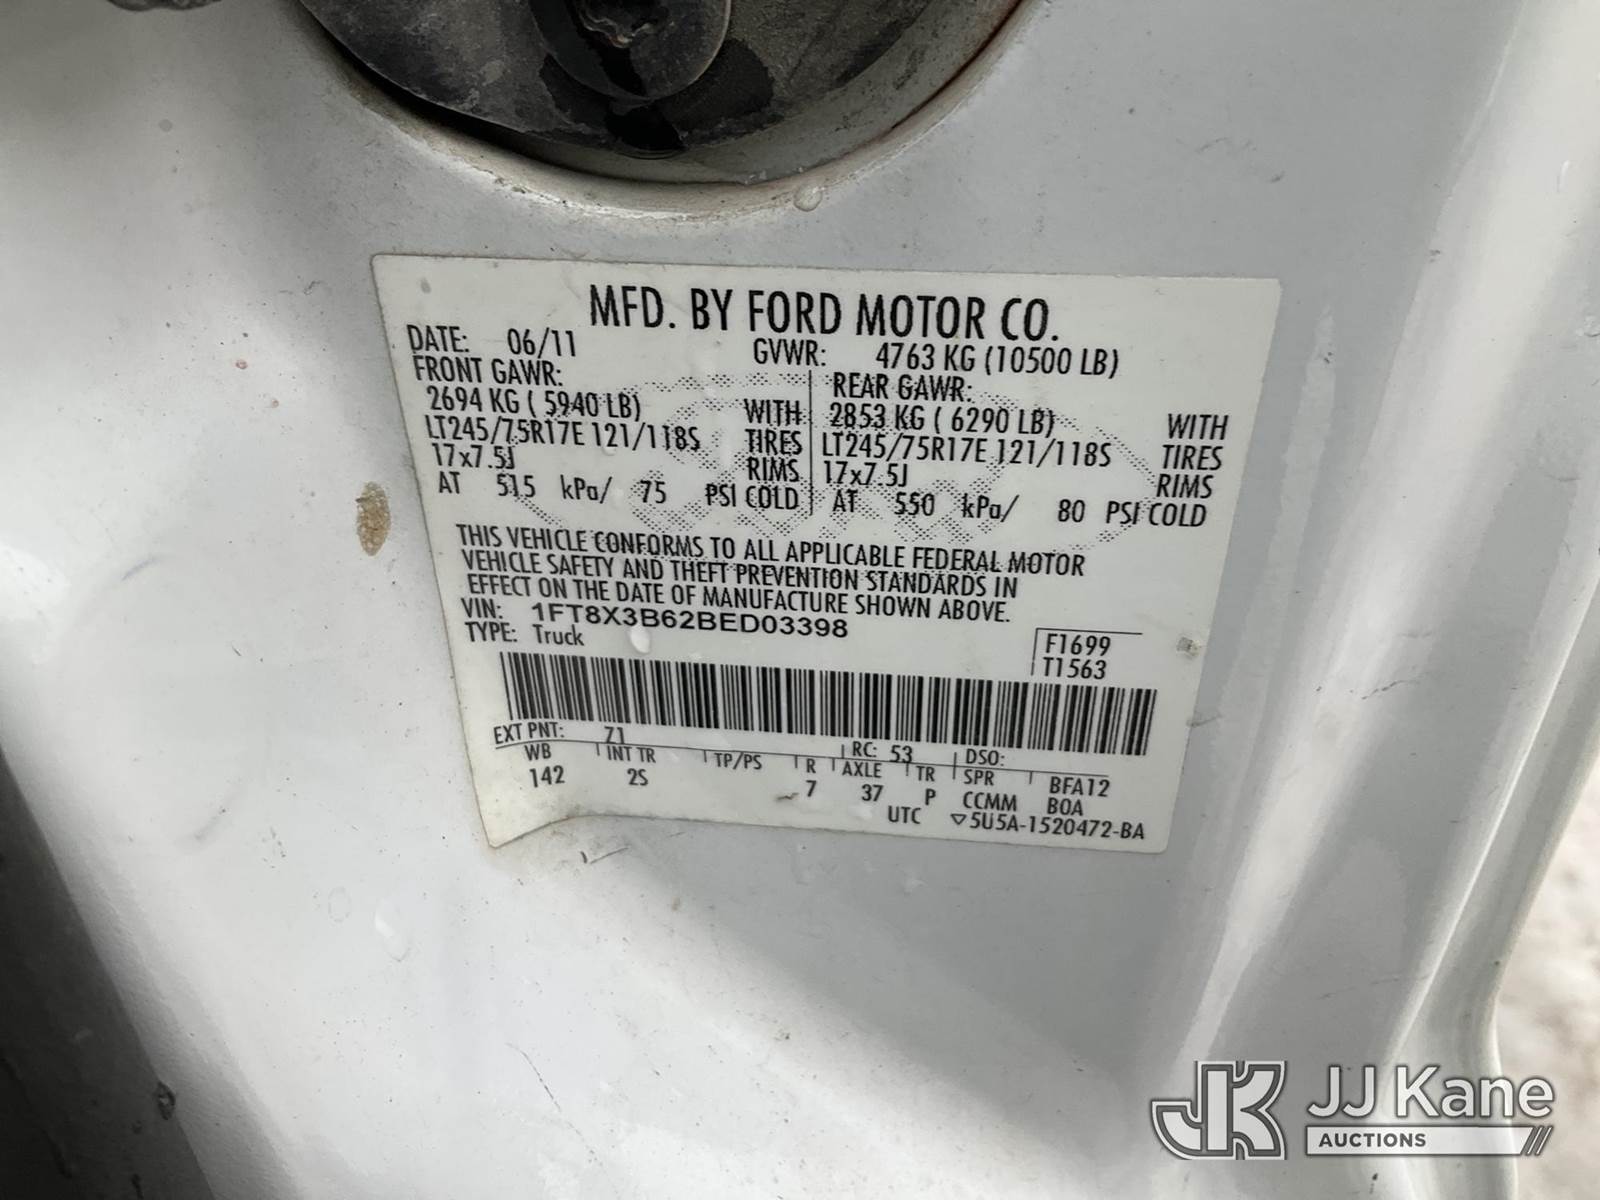 MFD. BY FORD MOTOR CO.
DATE: 06/11 GVWR: 4763 KG (10500 LB)
FRONT GAWR: REAR GAWR:
2694 KG ( 5940 LB) WITH 2853 KG ( 6290 LB) WITH
LT245/75R17E 121/118S TIRES LT245/75R17E 121/118S TIRES
17x7.5J RIMS 17x7.5J RIMS
AT 515 kPa/ 75 PSI COLD AT 550 kPa/ 80 PSI COLD
THIS VEHICLE CONFORMS TO ALL APPLICABLE FEDERAL MOTOR
VEHICLE SAFETY AND THEFT PREVENTION STANDARDS IN
EFFECT ON THE DATE OF MANUFACTURE SHOWN ABOVE.
VIN: 1FT8X3B62BED03398
TYPE: Truck
F1699
T1563
EXT PNT: Z1 RC: 53 DSO:
WB INT TR TP/PS R AXLE TR SPR BFA12
142 2S 7 37 P CCMM BOA
UTC ▽5U5A-1520472-BA
JK JJ Kane
AUCTIONS